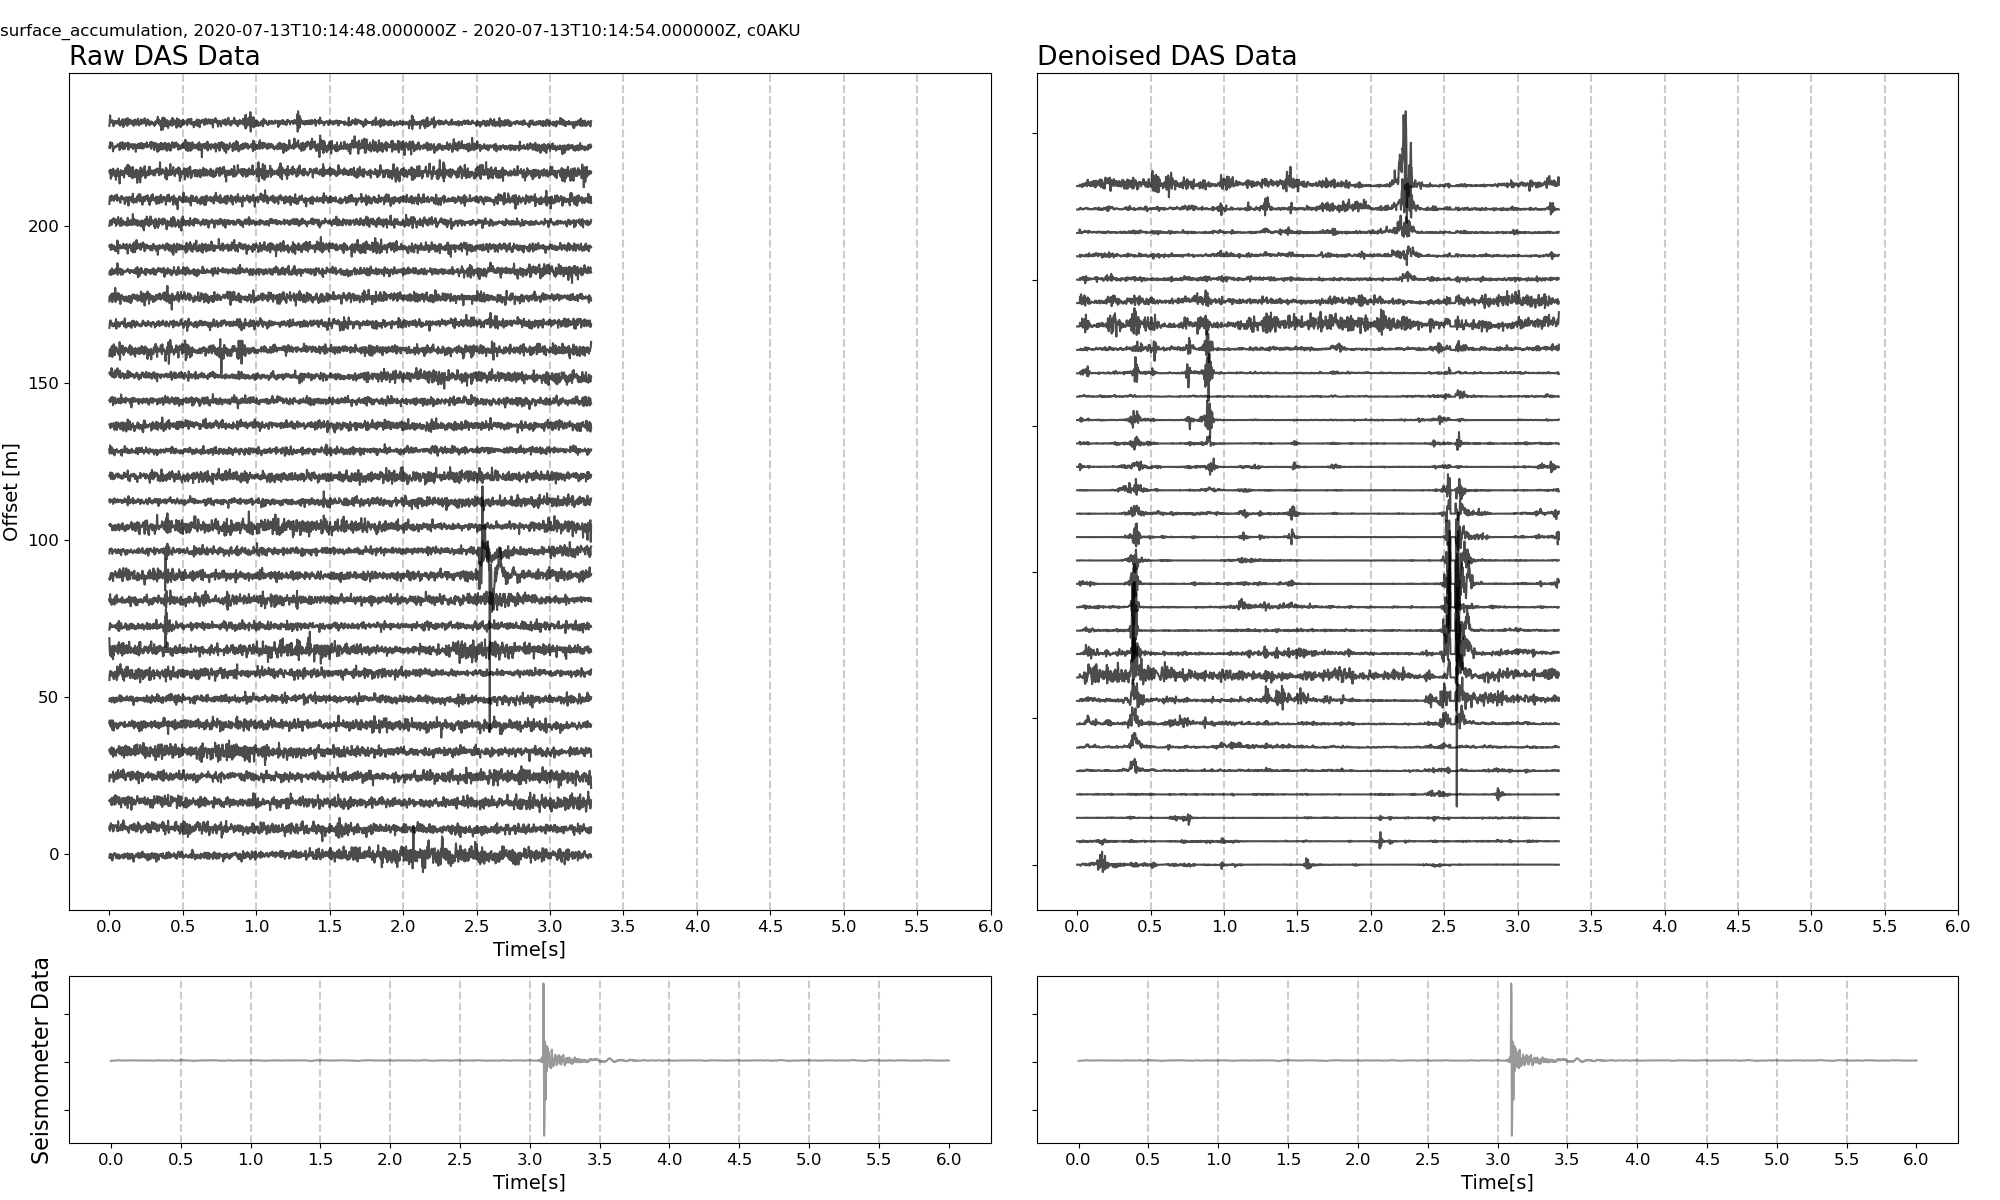 surface_accumulation, 2020-07-13T10:14:48.000000Z - 2020-07-13T10:14:54.000000Z, c0AKU
Raw DAS Data
Denoised DAS Data
Offset [m]
200
150
100
50
0
0.0 0.5 1.0 1.5 2.0 2.5 3.0 3.5 4.0 4.5 5.0 5.5 6.0
Time[s]
0.0 0.5 1.0 1.5 2.0 2.5 3.0 3.5 4.0 4.5 5.0 5.5 6.0
Seismometer Data
0.0 0.5 1.0 1.5 2.0 2.5 3.0 3.5 4.0 4.5 5.0 5.5 6.0
Time[s]
0.0 0.5 1.0 1.5 2.0 2.5 3.0 3.5 4.0 4.5 5.0 5.5 6.0
Time[s]